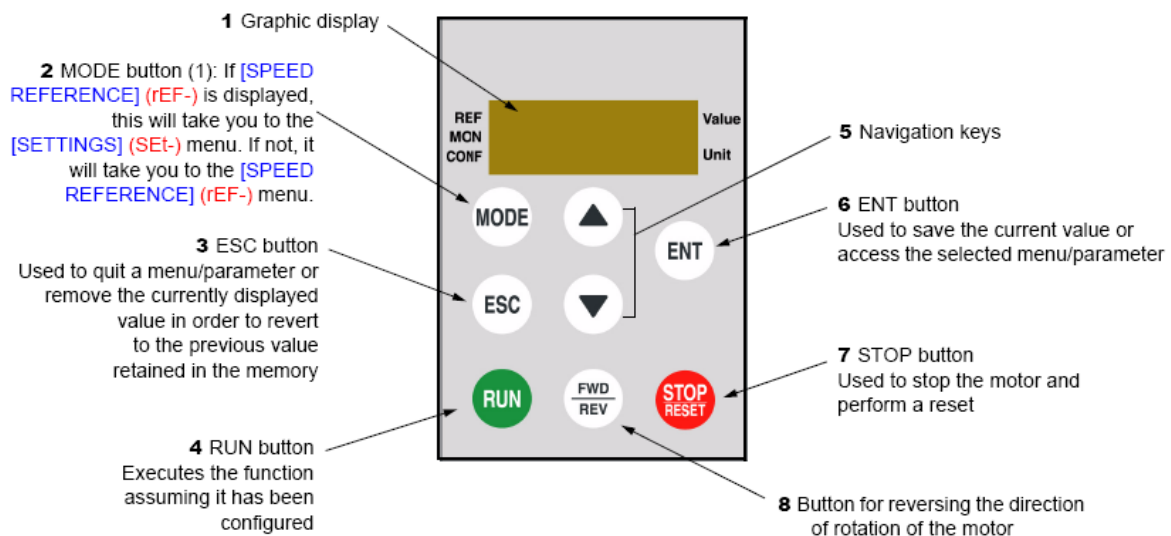 1 Graphic display
2 MODE button (1): If [SPEED
REFERENCE] (rEF-) is displayed,
this will take you to the
[SETTINGS] (SEt-) menu. If not, it
will take you to the [SPEED
REFERENCE] (rEF-) menu.
3 ESC button
Used to quit a menu/parameter or
remove the currently displayed
value in order to revert
to the previous value
retained in the memory
4 RUN button
Executes the function
assuming it has been
configured
REF
MON
CONF
Value
Unit
MODE
ENT
ESC
RUN
FWD
REV
STOP
RESET
5 Navigation keys
6 ENT button
Used to save the current value or
access the selected menu/parameter
7 STOP button
Used to stop the motor and
perform a reset
8 Button for reversing the direction
of rotation of the motor